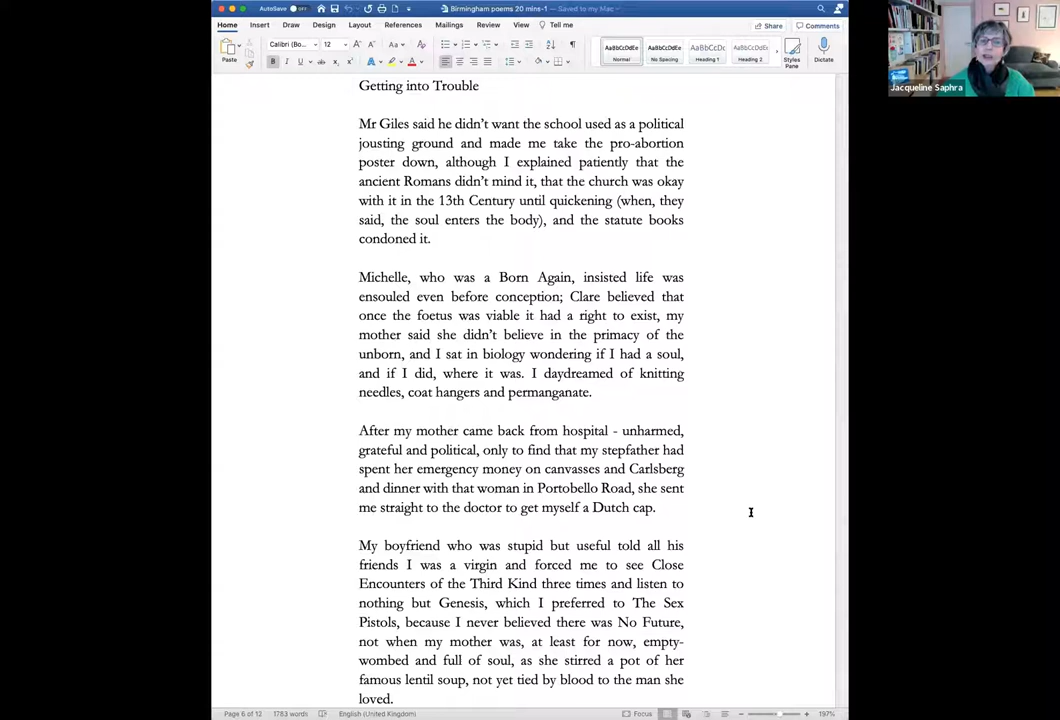 AutoSave OFF
Birmingham poems 20 mins-1 — Saved to my Mac
Home Insert Draw Design Layout References Mailings Review View Tell me
Share Comments
Paste
Calibri (Bo... 12
AaBbCcDdEe AaBbCcDdEe AaBbCcDc AaBbCcDdEe
Normal No Spacing Heading 1 Heading 2
Styles
Pane
Dictate
Jacqueline Saphra
Getting into Trouble
Mr Giles said he didn’t want the school used as a political
jousting ground and made me take the pro-abortion
poster down, although I explained patiently that the
ancient Romans didn’t mind it, that the church was okay
with it in the 13th Century until quickening (when, they
said, the soul enters the body), and the statute books
condoned it.
Michelle, who was a Born Again, insisted life was
ensouled even before conception; Clare believed that
once the foetus was viable it had a right to exist, my
mother said she didn’t believe in the primacy of the
unborn, and I sat in biology wondering if I had a soul,
and if I did, where it was. I daydreamed of knitting
needles, coat hangers and permanganate.
After my mother came back from hospital - unharmed,
grateful and political, only to find that my stepfather had
spent her emergency money on canvasses and Carlsberg
and dinner with that woman in Portobello Road, she sent
me straight to the doctor to get myself a Dutch cap.
My boyfriend who was stupid but useful told all his
friends I was a virgin and forced me to see Close
Encounters of the Third Kind three times and listen to
nothing but Genesis, which I preferred to The Sex
Pistols, because I never believed there was No Future,
not when my mother was, at least for now, empty-
wombed and full of soul, as she stirred a pot of her
famous lentil soup, not yet tied by blood to the man she
loved.
Page 6 of 12 1783 words English (United Kingdom) Focus 197%